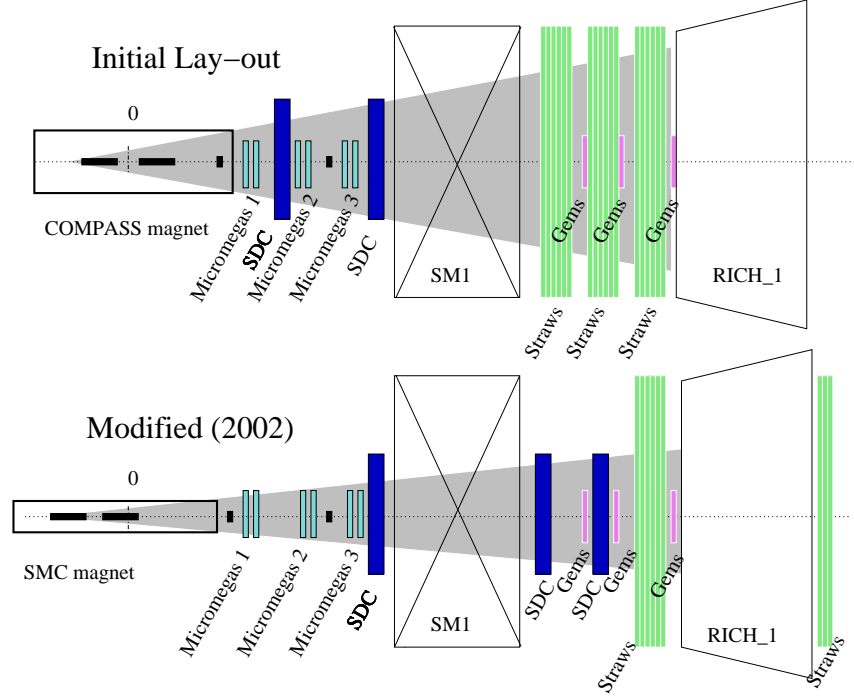 Initial Lay-out
0
COMPASS magnet
Micromegas 1
SDC
Micromegas 2
Micromegas 3
SDC
SM1
Gems
Gems
Gems
Straws
Straws
Straws
RICH_1
Modified (2002)
0
SMC magnet
Micromegas 1
Micromegas 2
Micromegas 3
SDC
SM1
SDC
Gems
SDC
Gems
Straws
Gems
RICH_1
Straws